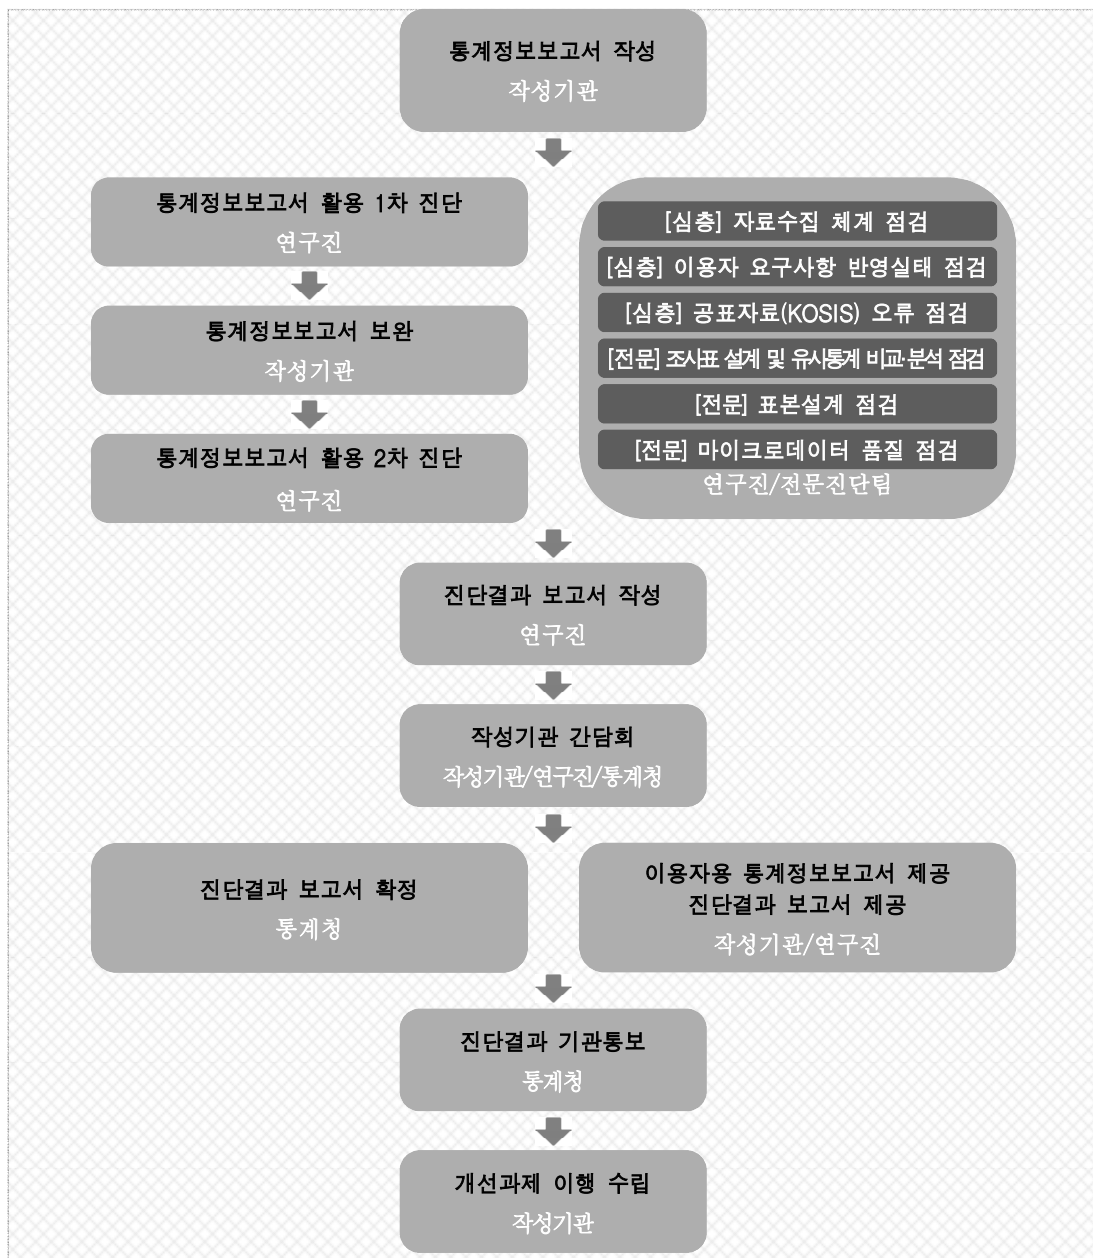 통계정보보고서 작성
작성기관
통계정보보고서 활용 1차 진단
연구진
통계정보보고서 보완
작성기관
통계정보보고서 활용 2차 진단
연구진
[심층] 자료수집 체계 점검
[심층] 이용자 요구사항 반영실태 점검
[심층] 공표자료(KOSIS) 오류 점검
[전문] 조사표 설계 및 유사통계 비교·분석 점검
[전문] 표본설계 점검
[전문] 마이크로데이터 품질 점검
연구진/전문진단팀
진단결과 보고서 작성
연구진
작성기관 간담회
작성기관/연구진/통계청
진단결과 보고서 확정
통계청
이용자용 통계정보보고서 제공
진단결과 보고서 제공
작성기관/연구진
진단결과 기관통보
통계청
개선과제 이행 수립
작성기관